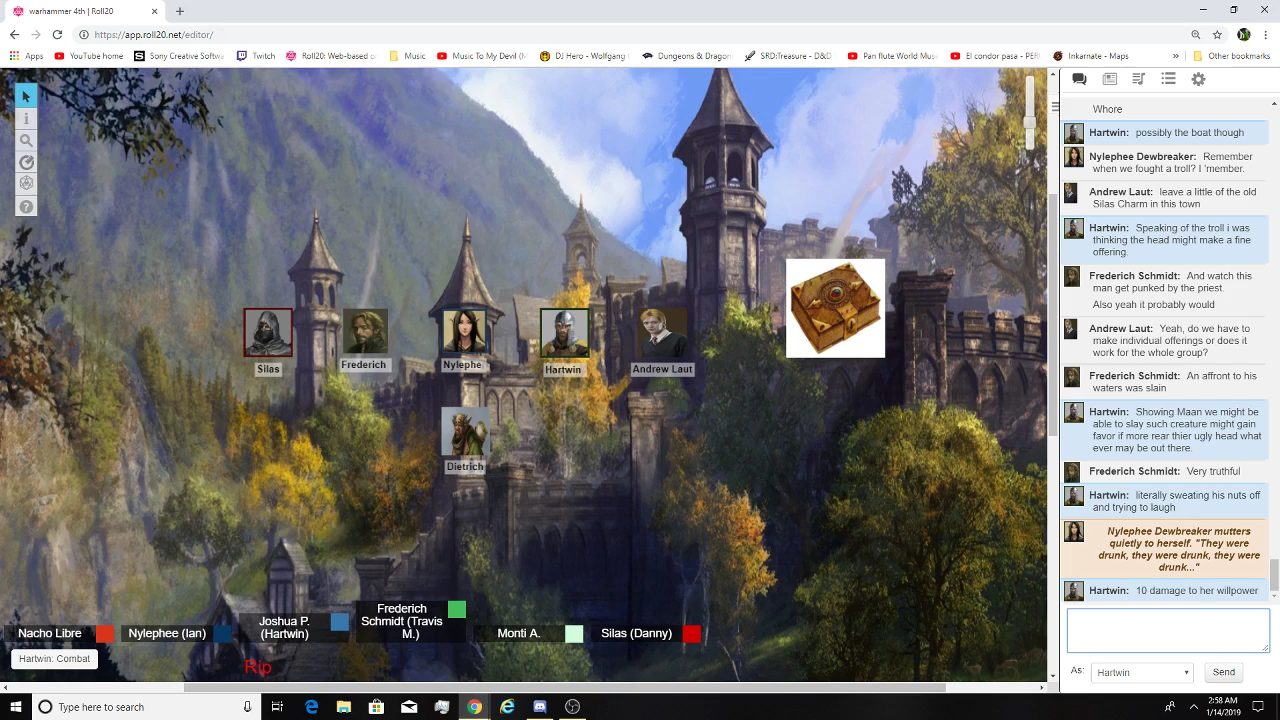 warhammer 4th | Roll20
https://app.roll20.net/editor/
Apps
YouTube home
Sony Creative Softw
Twitch
Roll20: Web-based o
Music
Music To My Devil (M
DJ Hero - Wolfgang
Dungeons & Dragon
SRD:Treasure - D&D
Pan flute World Musi
El condor pasa - PER
Inkarnate - Maps
»
Other bookmarks
Whore
Hartwin: possibly the boat though
Nylephee Dewbreaker: Remember
when we fought a troll? I 'member.
Andrew Laut: leave a little of the old
Silas Charm in this town
Hartwin: Speaking of the troll i was
thinking the head might make a fine
offering.
Frederich Schmidt: And watch this
man get punked by the priest.
Also yeah it probably would
Andrew Laut: Yeah, do we have to
make individual offerings or does it
work for the whole group?
Frederich Schmidt: An affront to his
waters was slain
Hartwin: Showing Maan we might be
able to slay such creature might gain
favor if more rear thier ugly head what
ever may be out there.
Frederich Schmidt: Very truthful
Hartwin: literally sweating his nuts off
and trying to laugh
Nylephee Dewbreaker mutters
quietly to herself, "They were
drunk, they were drunk, they were
drunk..."
Hartwin: 10 damage to her willpower
As:
Hartwin
Send
Silas
Frederich
Nylephe
Hartwin
Andrew Laut
Dietrich
Nacho Libre
Nylephee (Ian)
Joshua P.
(Hartwin)
Frederich
Schmidt (Travis
M.)
Monti A.
Silas (Danny)
Hartwin: Combat
Rip
Type here to search
2:58 AM
1/14/2019